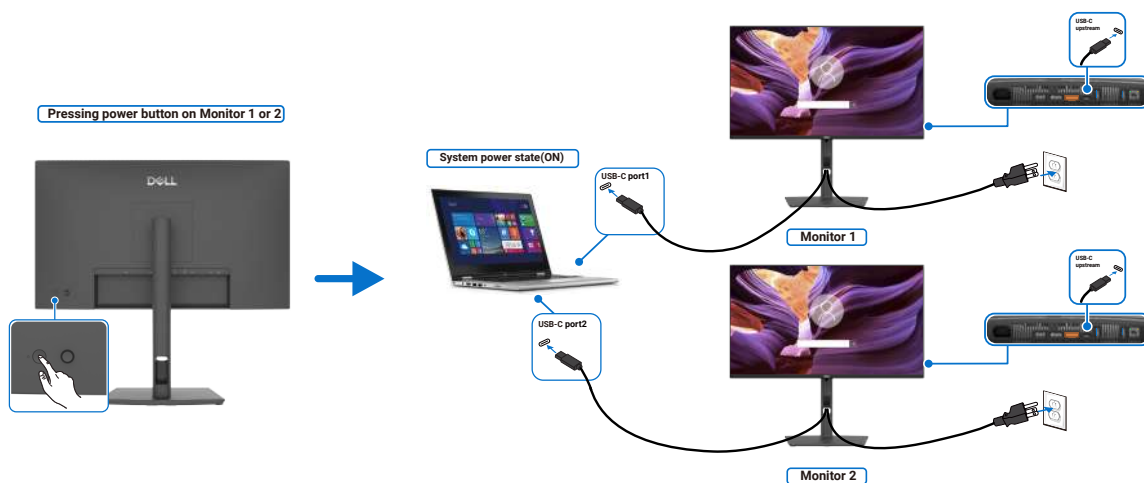 Pressing power button on Monitor 1 or 2
DELL
System power state(ON)
USB-C port1
USB-C
upstream
Monitor 1
USB-C port2
USB-C
upstream
Monitor 2